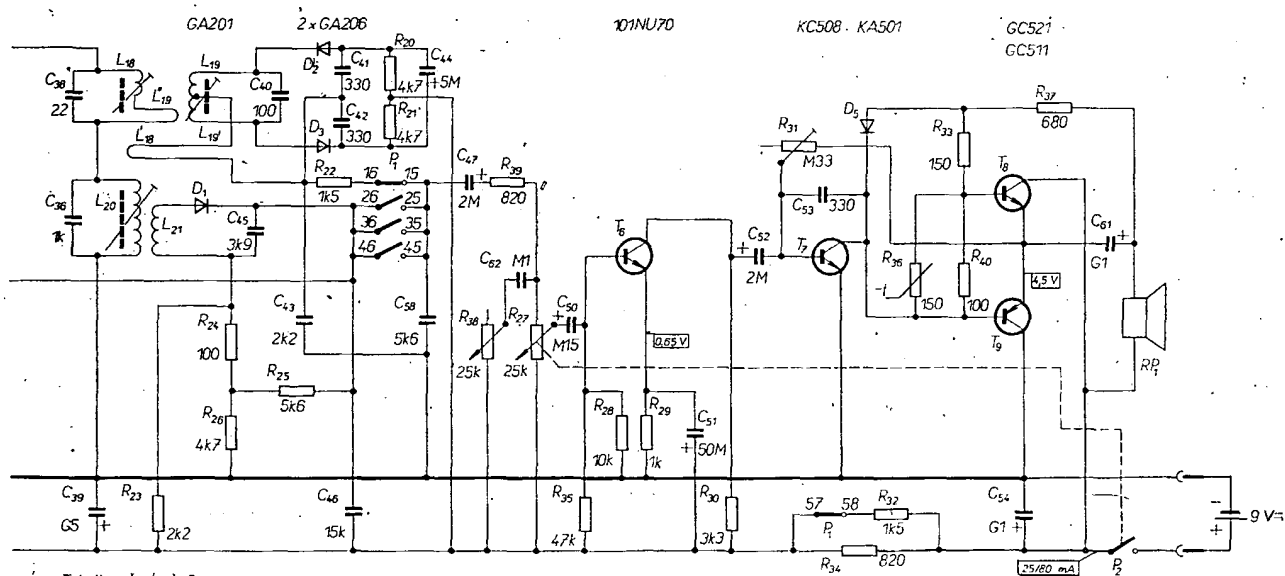 GA201 2xGA206 101NU70 KC508 - KA501 GC521
GC511
L18 L19 D2 C41 330 R20 4k7 C44 +5M
C38 22 L19' C40 100
C42 330 R21 4k7
L18' L19' D3
R37 680
D5 R33 150
R31 M33
T8
R22 1k5 16 P1 15 C47 + 2M R39 820
26 25
36 35
46 45
C36 1k L20 L21 D1 C45 3k9
C53 330
T6 C52 + 2M T7
C61 + G1
R36 -t 150 R40 100
4,5 V
T9
RP1
C62 M1 C50 + M15
C43 2k2 C58 5k6
R38 25k R27 25k
0,65 V
R24 100
R25 5k6
R26 4k7
R28 10k R29 1k C51 + 50M
C39 G5 + R23 2k2 C46 15k
R35 47k R30 3k3
57 P1 58 R32 1k5
R34 820
C54 G1 +
25/80 mA
P2
- + 9 V=